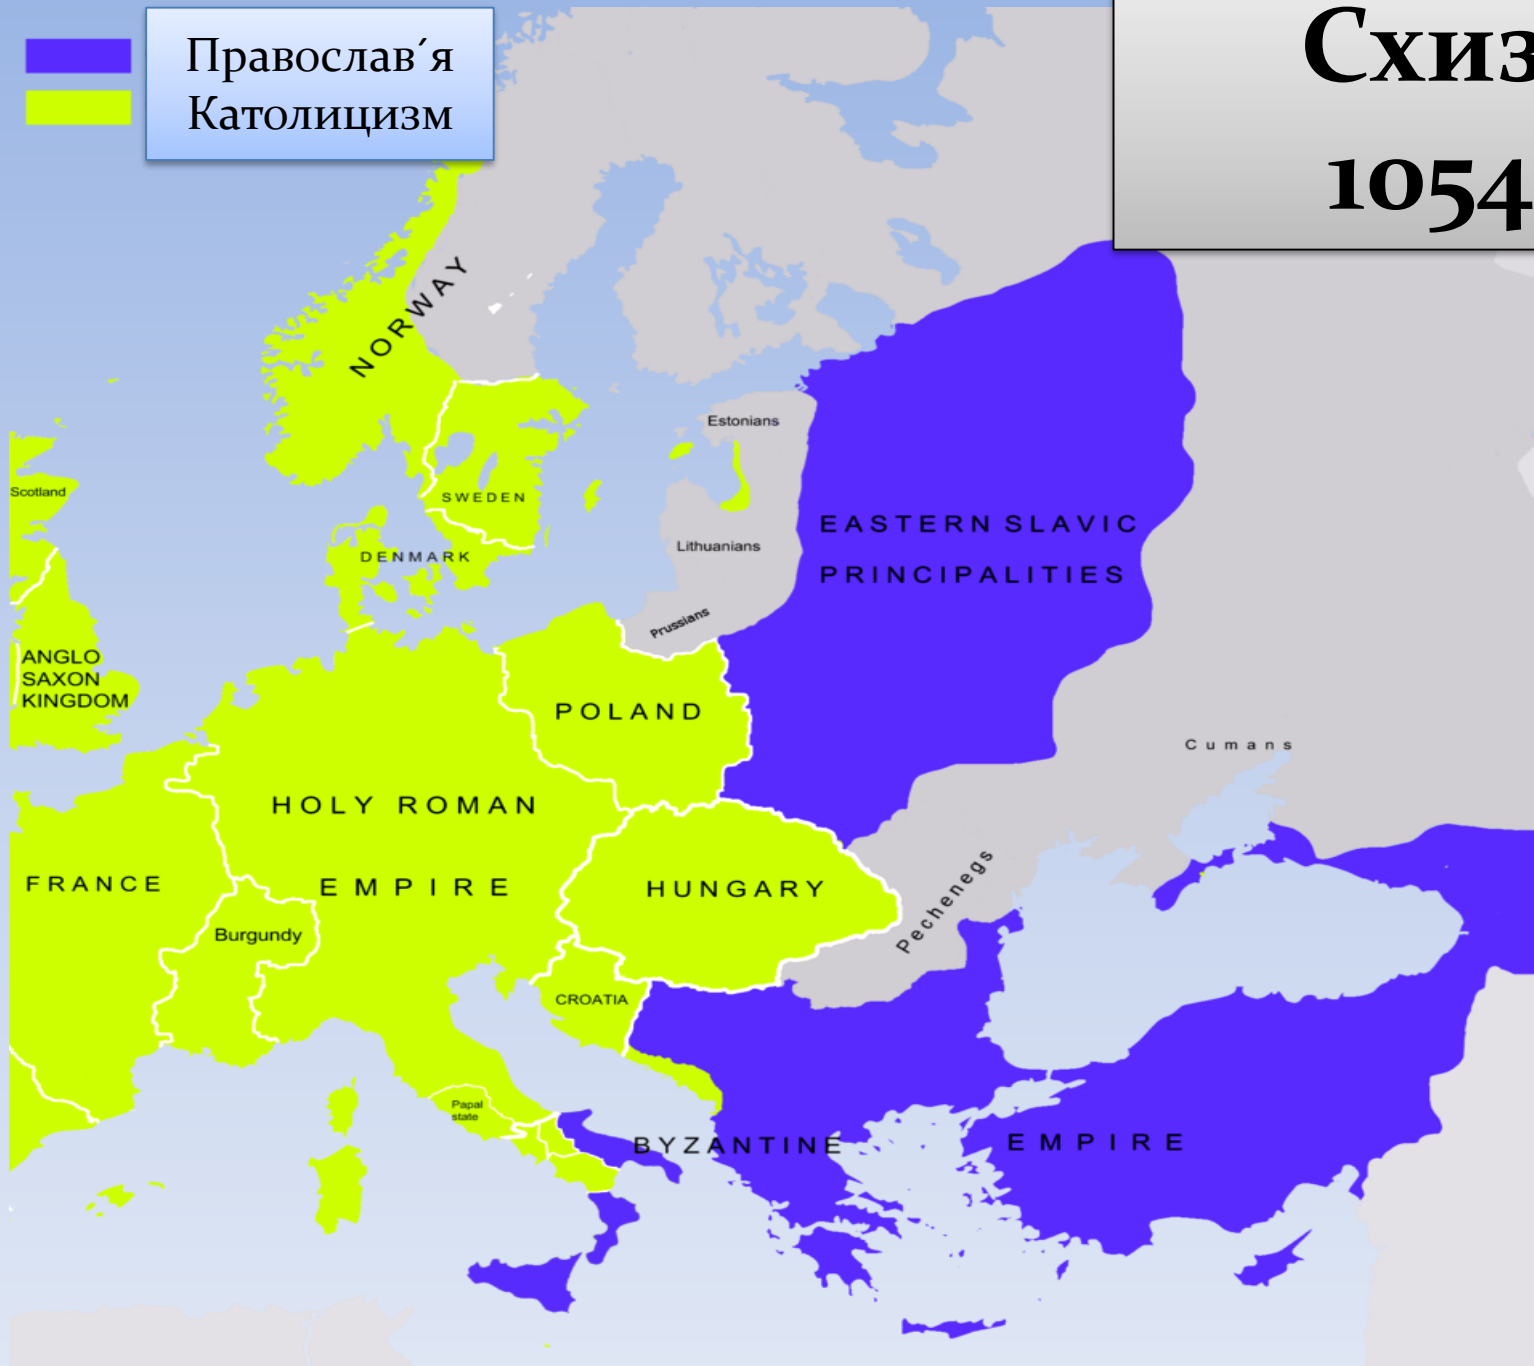 Православ´я
Католицизм
Схиз
1054
NORWAY
Estonians
Scotland
SWEDEN
EASTERN SLAVIC
PRINCIPALITIES
Lithuanians
DENMARK
Prussians
ANGLO
SAXON
KINGDOM
POLAND
Cumans
HOLY ROMAN
EMPIRE
FRANCE
HUNGARY
Pechenegs
Burgundy
CROATIA
Papal
state
BYZANTINE EMPIRE